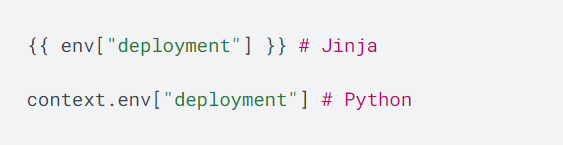 {{ env["deployment"] }} # Jinja
context.env["deployment"] # Python